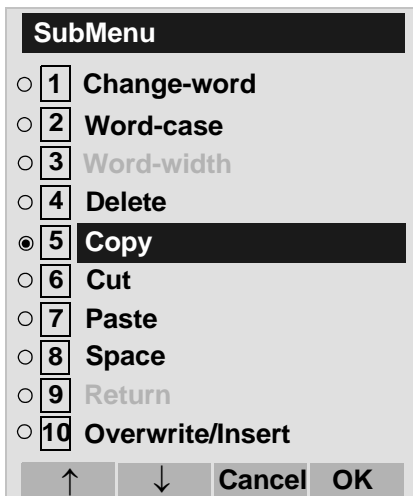 SubMenu
1 Change-word
2 Word-case
3 Word-width
4 Delete
5 Copy
6 Cut
7 Paste
8 Space
9 Return
10 Overwrite/Insert
↑ ↓ Cancel OK